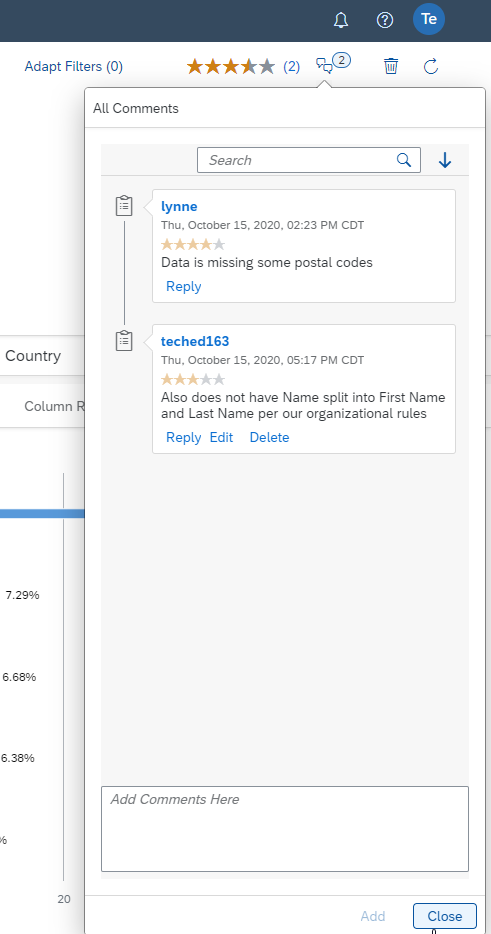 Te
Adapt Filters (0)
(2)
2
All Comments
Search
lynne
Thu, October 15, 2020, 02:23 PM CDT
Data is missing some postal codes
Reply
teched163
Thu, October 15, 2020, 05:17 PM CDT
Also does not have Name split into First Name
and Last Name per our organizational rules
Reply Edit Delete
Country
Column R
7.29%
6.68%
6.38%
%
20
Add Comments Here
Add Close